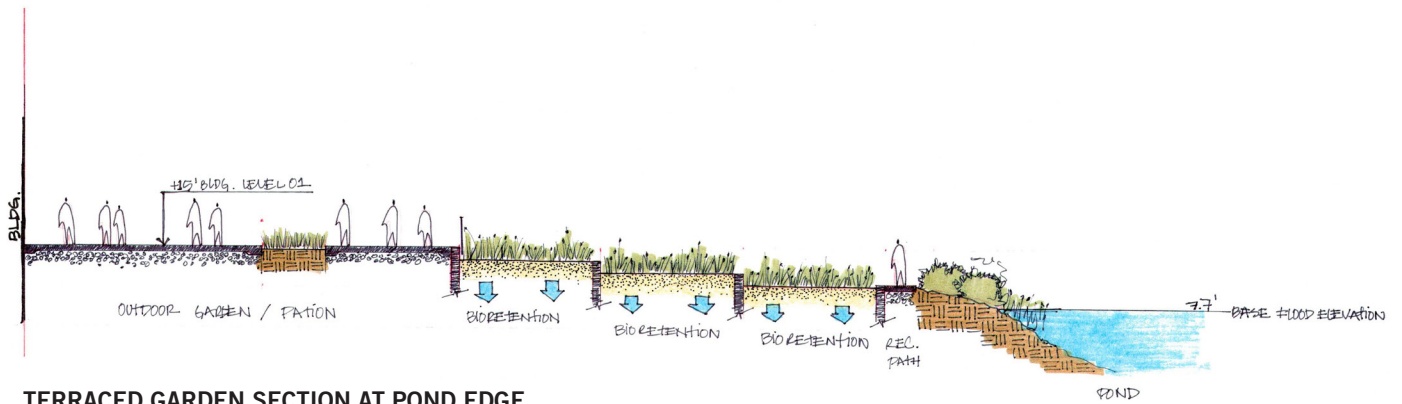 BLDG.
+15' BLDG. LEVEL 01
OUTDOOR GARDEN / PATION
BIORETENTION
BIORETENTION
BIORETENTION
REC.
PATH
7.7'
BASE FLOOD ELEVATION
POND
TERRACED GARDEN SECTION AT POND EDGE